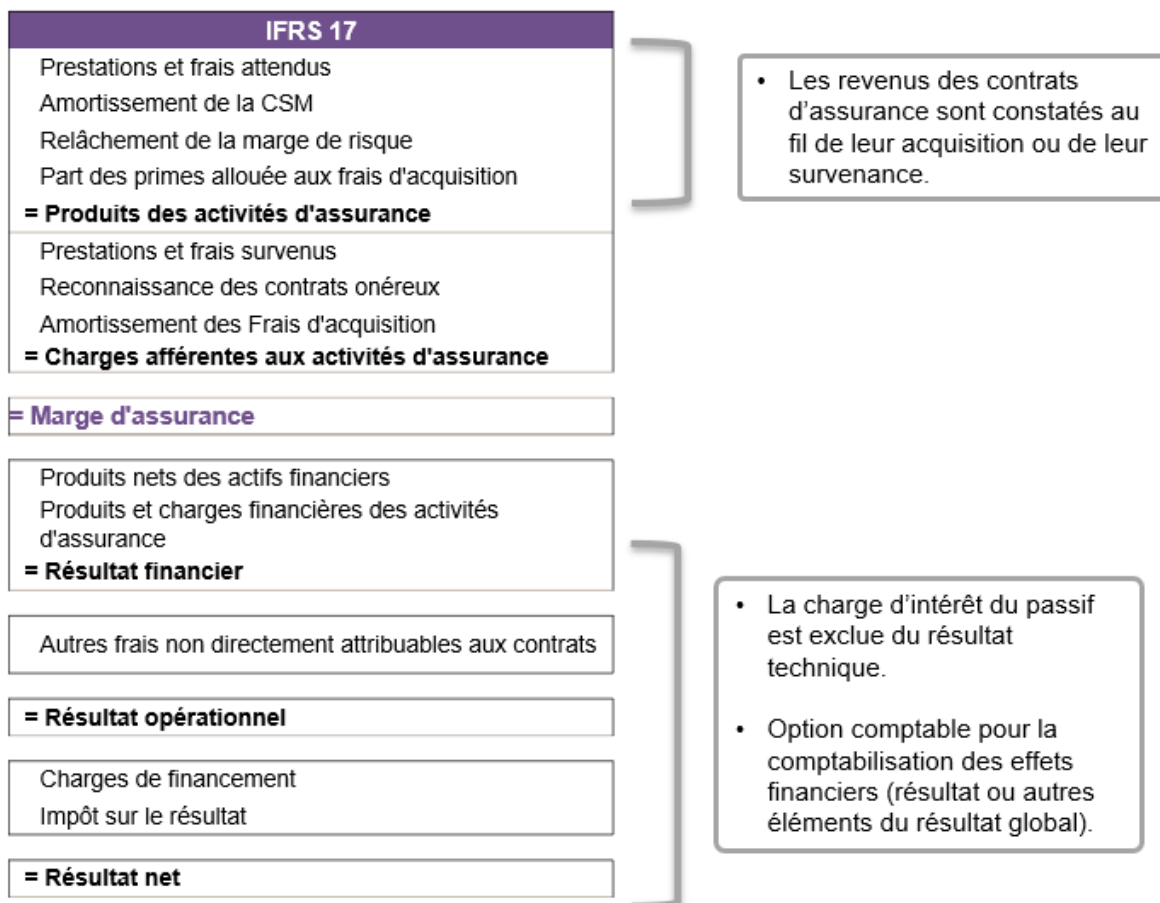 IFRS 17
Prestations et frais attendus
Amortissement de la CSM
Relâchement de la marge de risque
Part des primes allouée aux frais d'acquisition
= Produits des activités d'assurance
Prestations et frais survenus
Reconnaissance des contrats onéreux
Amortissement des Frais d'acquisition
= Charges afférentes aux activités d'assurance
= Marge d'assurance
Produits nets des actifs financiers
Produits et charges financières des activités
d'assurance
= Résultat financier
Autres frais non directement attribuables aux contrats
= Résultat opérationnel
Charges de financement
Impôt sur le résultat
= Résultat net
• Les revenus des contrats
d'assurance sont constatés au
fil de leur acquisition ou de leur
survenance.
• La charge d'intérêt du passif
est exclue du résultat
technique.
• Option comptable pour la
comptabilisation des effets
financiers (résultat ou autres
éléments du résultat global).